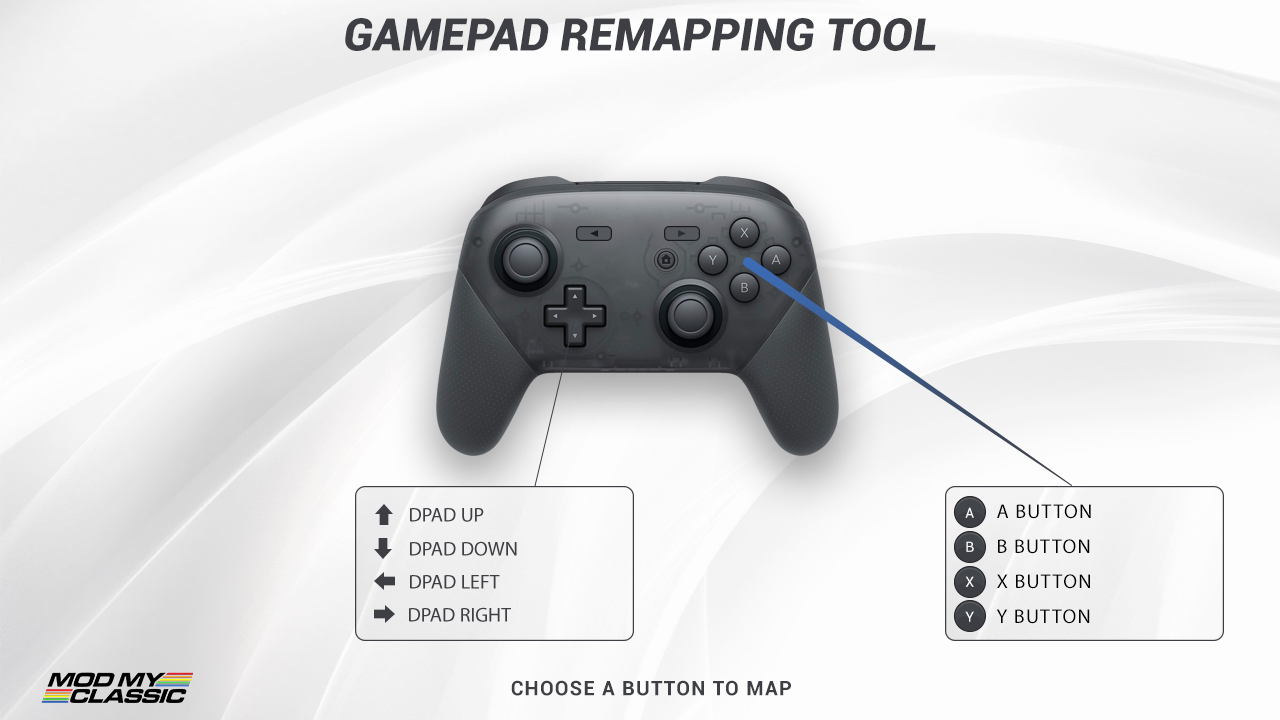 GAMEPAD REMAPPING TOOL
X
Y
A
B
DPAD UP
DPAD DOWN
DPAD LEFT
DPAD RIGHT
A A BUTTON
B B BUTTON
X X BUTTON
Y Y BUTTON
MOD MY
CLASSIC
CHOOSE A BUTTON TO MAP